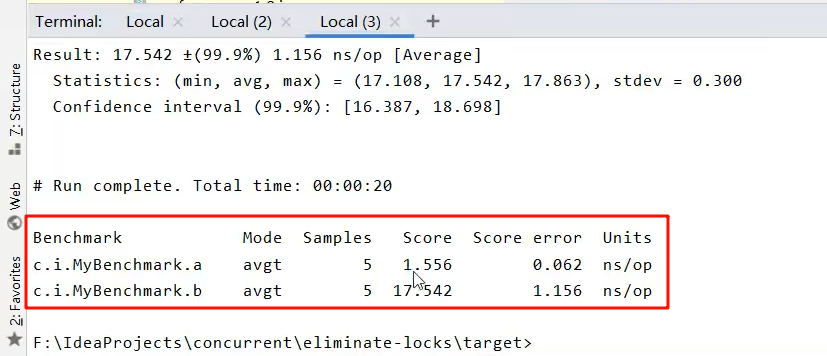 Terminal: Local × Local (2) × Local (3) × +
Result: 17.542 ±(99.9%) 1.156 ns/op [Average]
Statistics: (min, avg, max) = (17.108, 17.542, 17.863), stdev = 0.300
Confidence interval (99.9%): [16.387, 18.698]
# Run complete. Total time: 00:00:20
Benchmark Mode Samples Score Score error Units
c.i.MyBenchmark.a avgt 5 1.556 0.062 ns/op
c.i.MyBenchmark.b avgt 5 17.542 1.156 ns/op
F:\IdeaProjects\concurrent\eliminate-locks\target>
7: Structure
Web
2: Favorites